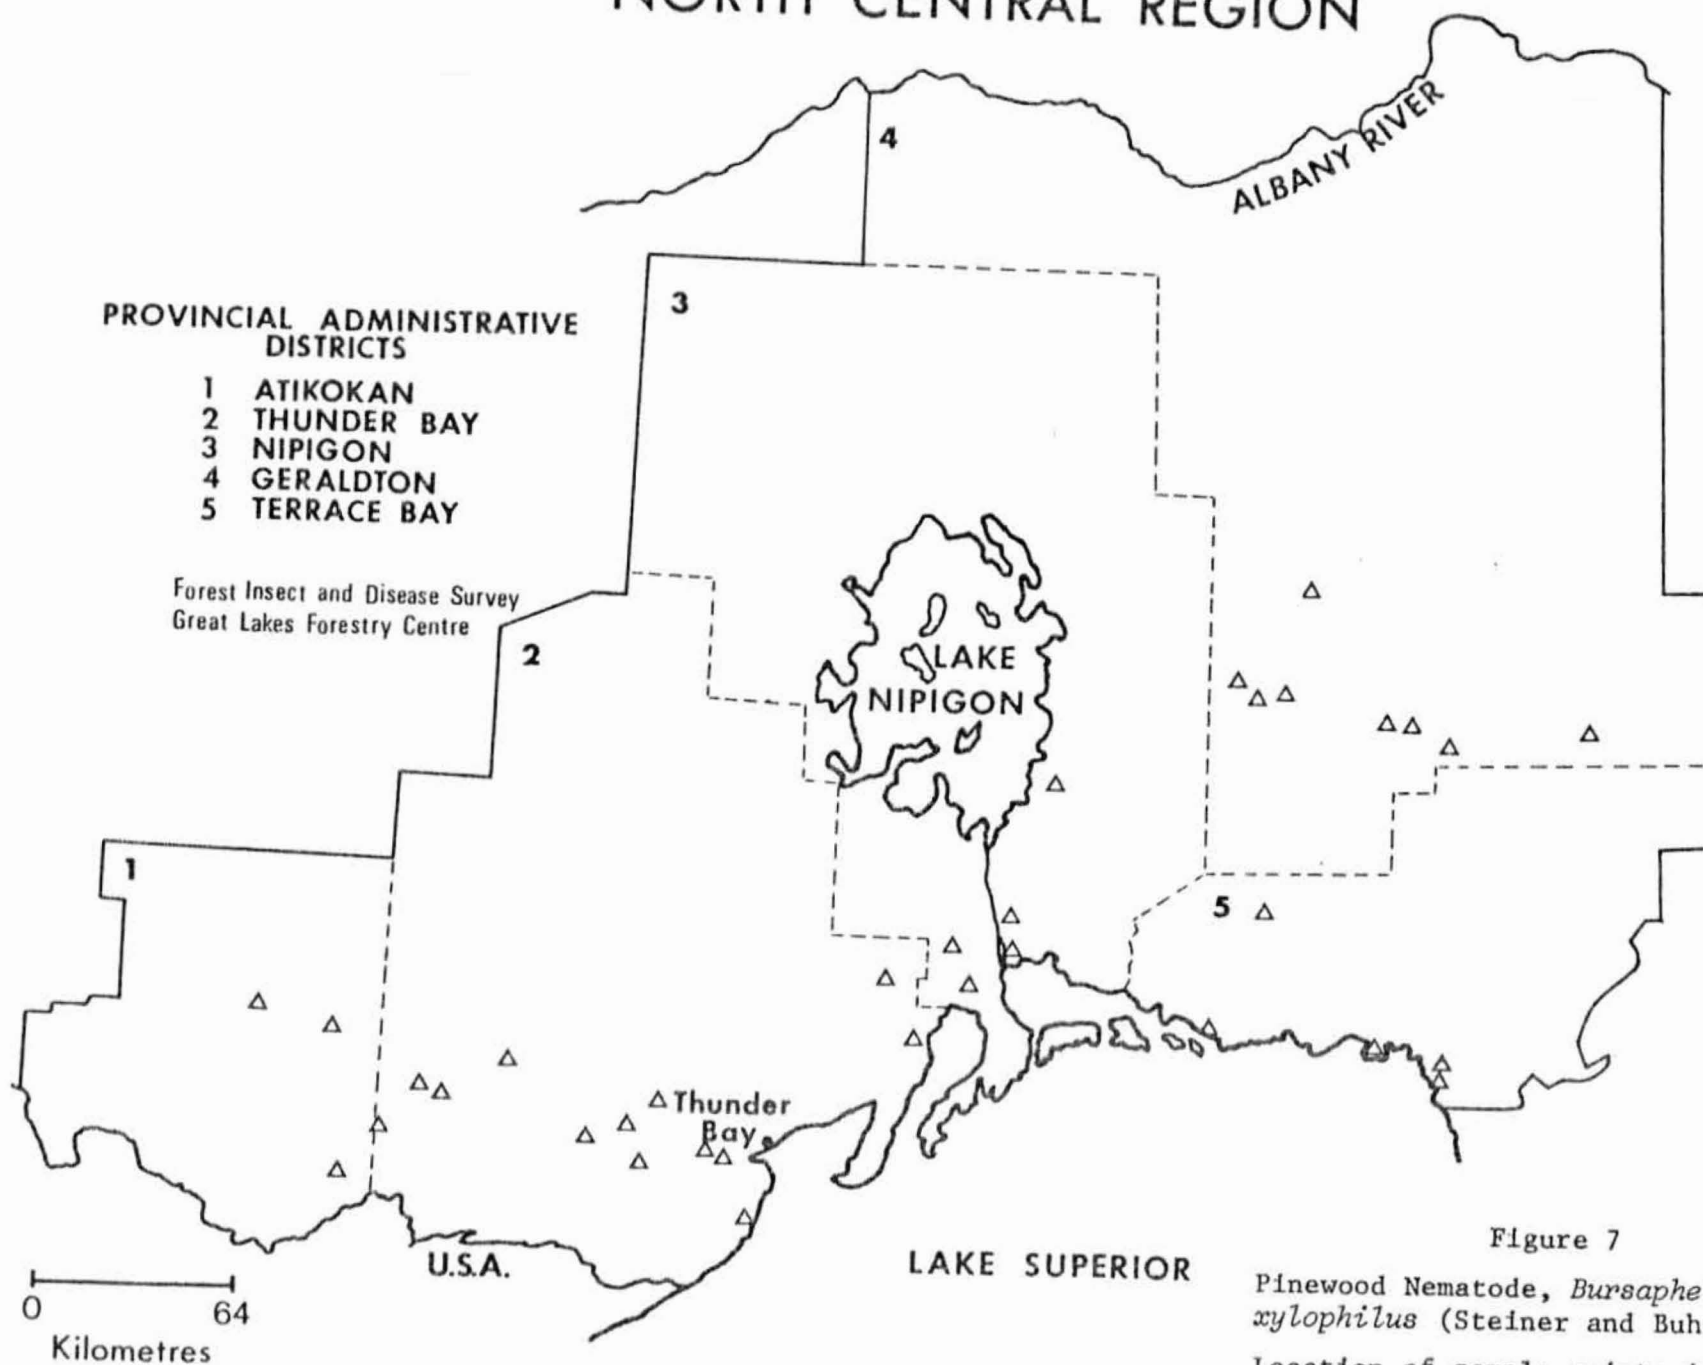 NORTH CENTRAL REGION
4
ALBANY RIVER
3
PROVINCIAL ADMINISTRATIVE
DISTRICTS
1 ATIKOKAN
2 THUNDER BAY
3 NIPIGON
4 GERALDTON
5 TERRACE BAY
Forest Insect and Disease Survey
Great Lakes Forestry Centre
2
LAKE
NIPIGON
1
5
Thunder
Bay
U.S.A.
LAKE SUPERIOR
0 64
Kilometres
Figure 7
Pinewood Nematode, Bursaphe
xylophilus (Steiner and Buh